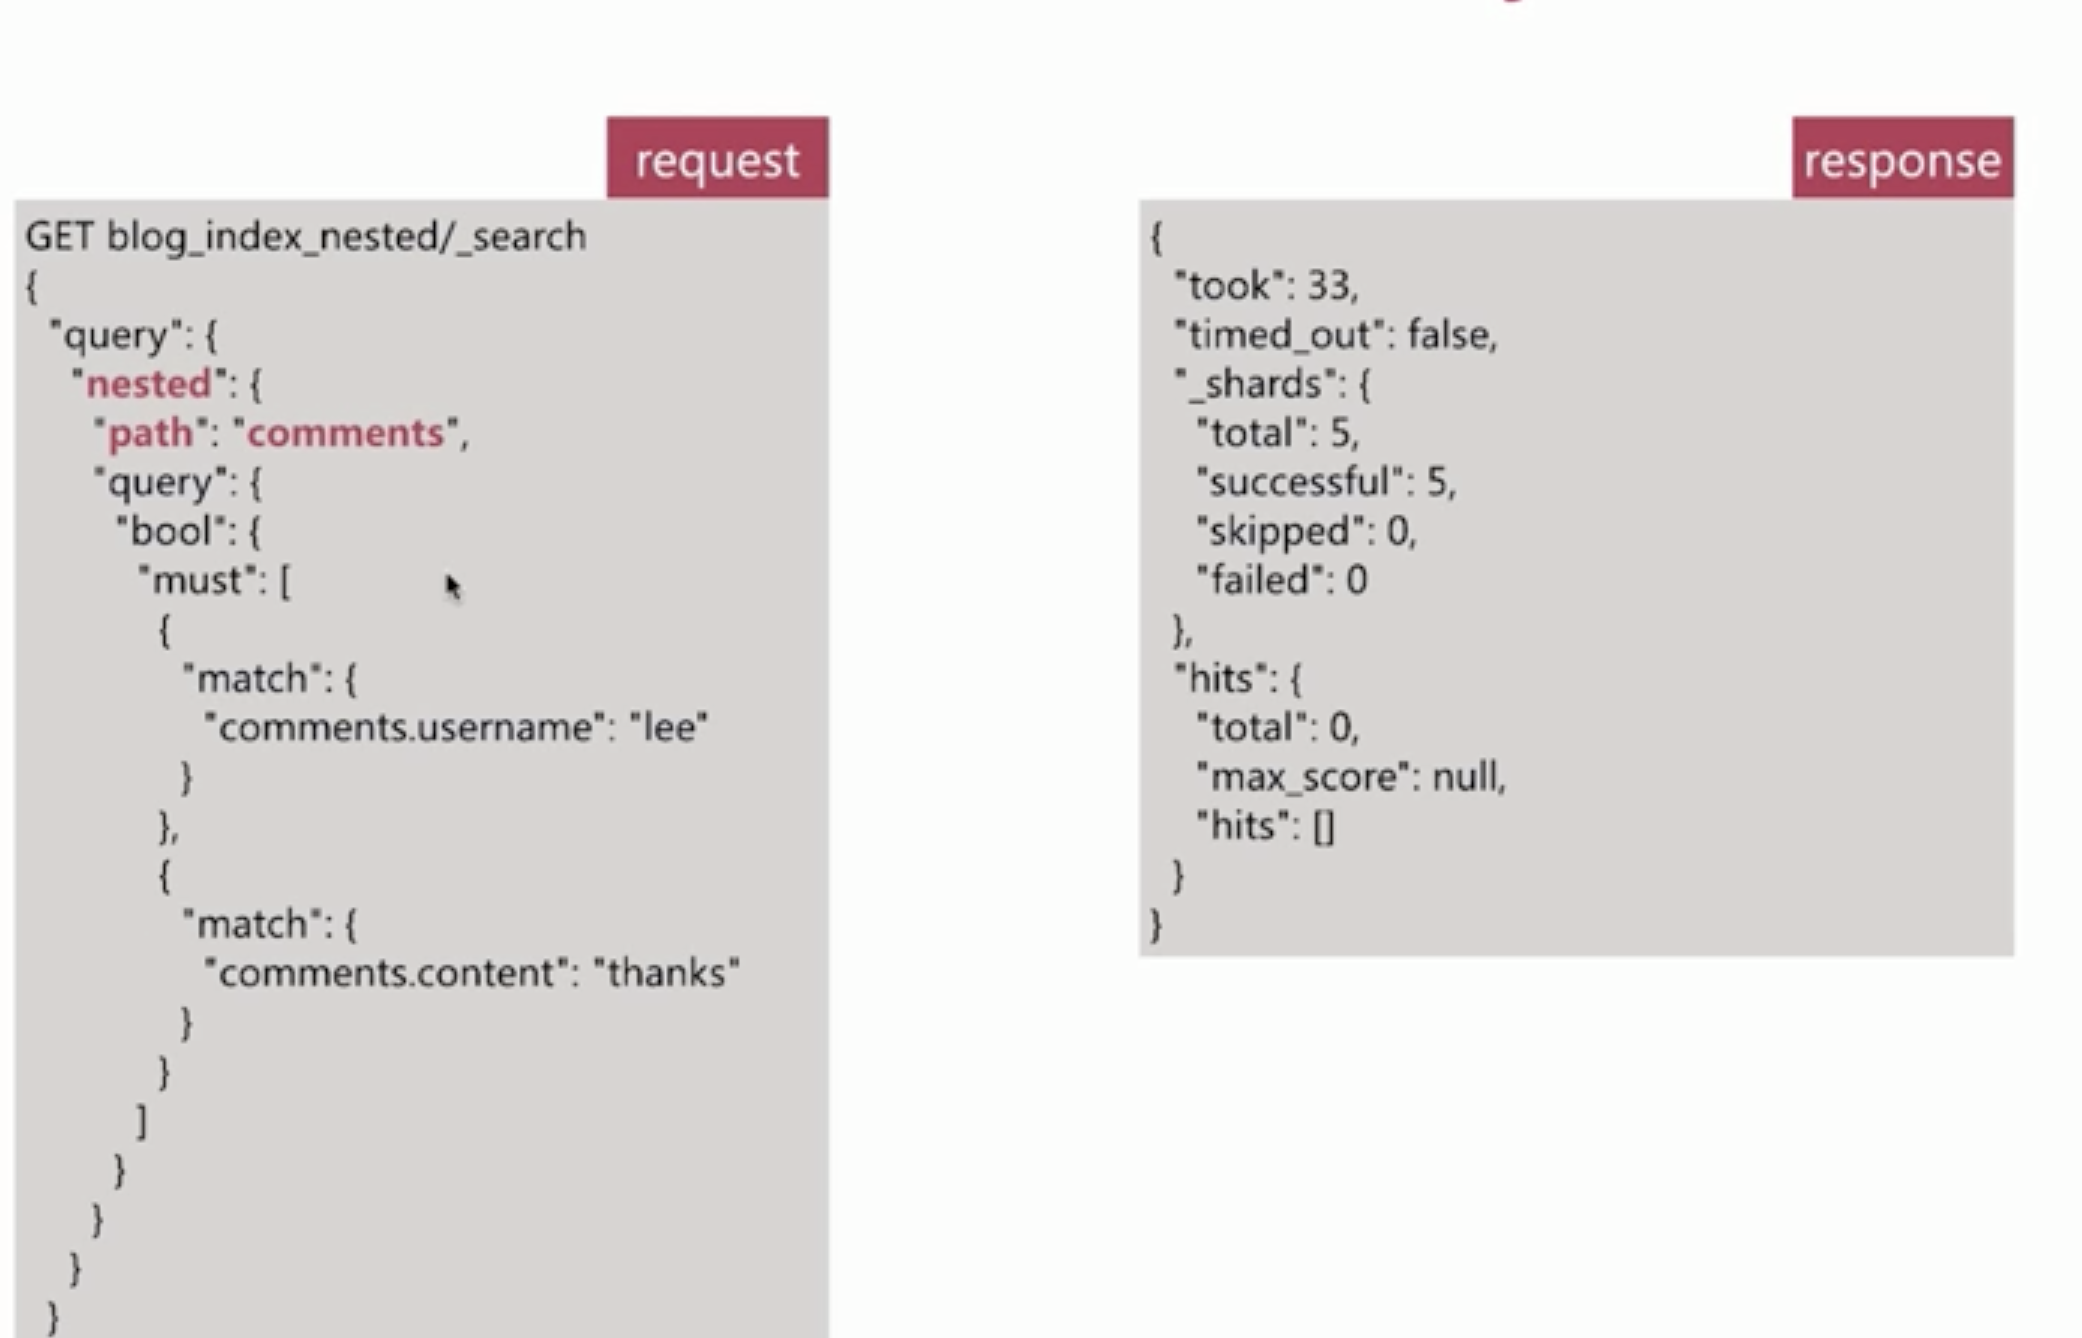 request
GET blog_index_nested/_search
{
"query": {
"nested": {
"path": "comments",
"query": {
"bool": {
"must": [
{
"match": {
"comments.username": "lee"
}
},
{
"match": {
"comments.content": "thanks"
}
}
]
}
}
}
}
response
{
"took": 33,
"timed_out": false,
"_shards": {
"total": 5,
"successful": 5,
"skipped": 0,
"failed": 0
},
"hits": {
"total": 0,
"max_score": null,
"hits": []
}
}